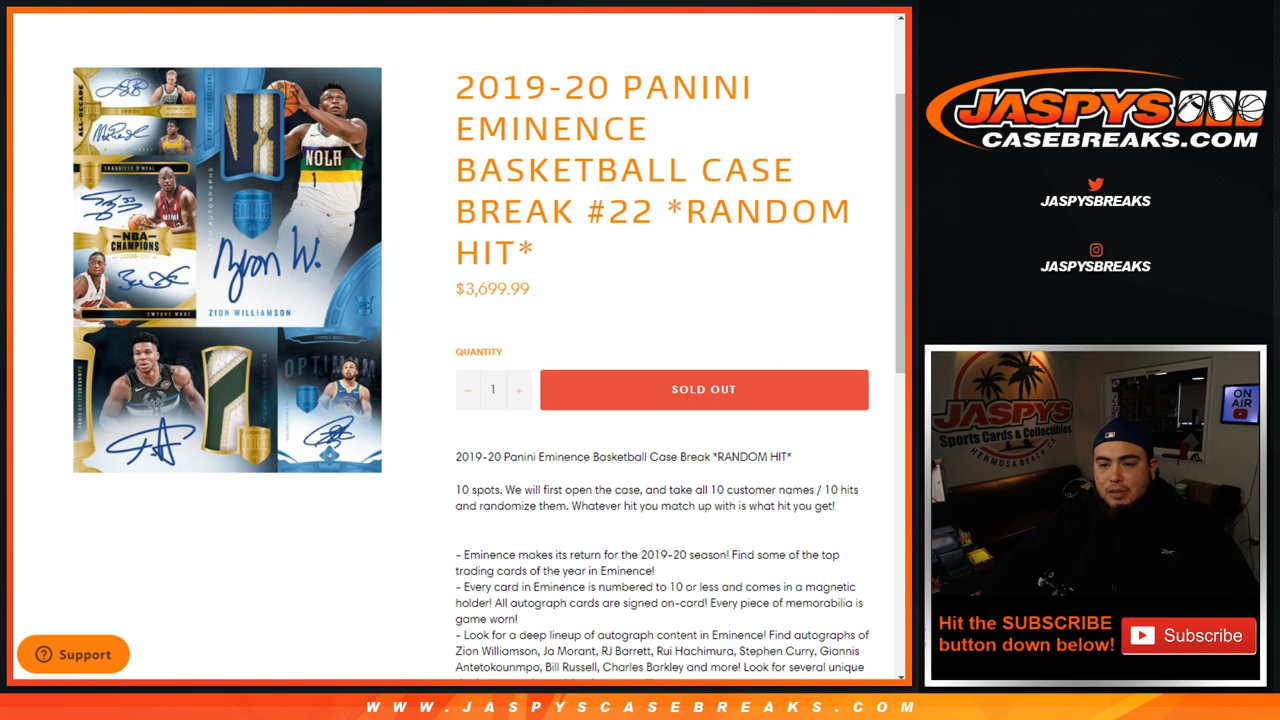 2019-20 PANINI
EMINENCE
BASKETBALL CASE
BREAK #22 *RANDOM
HIT*
$3,699.99
QUANTITY
− 1 +
SOLD OUT
2019-20 Panini Eminence Basketball Case Break *RANDOM HIT*
10 spots. We will first open the case, and take all 10 customer names / 10 hits
and randomize them. Whatever hit you match up with is what hit you get!
- Eminence makes its return for the 2019-20 season! Find some of the top
trading cards of the year in Eminence!
- Every card in Eminence is numbered to 10 or less and comes in a magnetic
holder! All autograph cards are signed on-card! Every piece of memorabilia is
game worn!
- Look for a deep lineup of autograph content in Eminence! Find autographs of
Zion Williamson, Ja Morant, RJ Barrett, Rui Hachimura, Stephen Curry, Giannis
Antetokounmpo, Bill Russell, Charles Barkley and more! Look for several unique
ALL-DECADE
SHAQUILLE O'NEAL
NBA
CHAMPIONS
DWYANE WADE
NOLA
1
ZION WILLIAMSON
MIAMI
OPTIMUM
Support
JASPYS
CASEBREAKS.COM
JASPYSBREAKS
JASPYSBREAKS
JASPYS
Sports Cards & Collectibles
HERMOSA BEACH, CA
ON
AIR
Hit the SUBSCRIBE
button down below!
Subscribe
WWW.JASPYSCASEBREAKS.COM